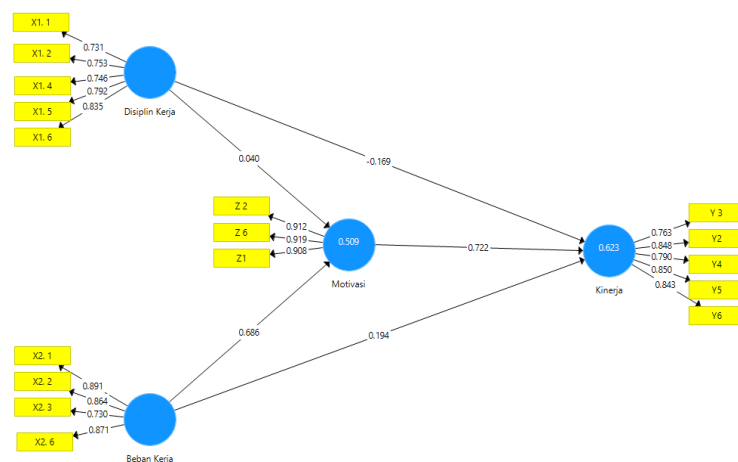 X1. 1
X1. 2
X1. 4
X1. 5
X1. 6
0.731
0.753
0.746
0.792
0.835
Disiplin Kerja
0.040
-0.169
Z 2
Z 6
Z1
0.912
0.919
0.908
0.509
Motivasi
0.722
0.623
Kinerja
0.763
0.848
0.790
0.850
0.843
Y 3
Y2
Y4
Y5
Y6
0.686
0.194
X2. 1
X2. 2
X2. 3
X2. 6
0.891
0.864
0.730
0.871
Beban Kerja